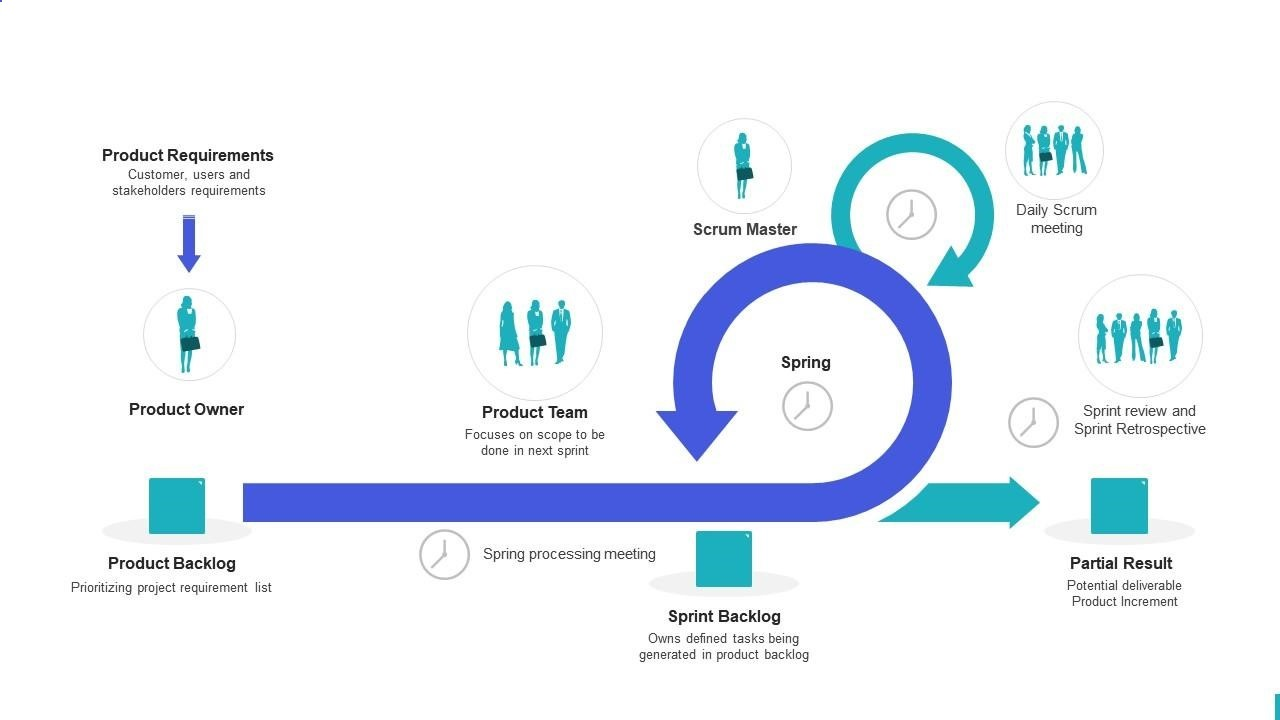 Product Requirements
Customer, users and
stakeholders requirements
Product Owner
Product Backlog
Prioritizing project requirement list
Product Team
Focuses on scope to be
done in next sprint
Spring processing meeting
Scrum Master
Spring
Sprint Backlog
Owns defined tasks being
generated in product backlog
Daily Scrum
meeting
Sprint review and
Sprint Retrospective
Partial Result
Potential deliverable
Product Increment